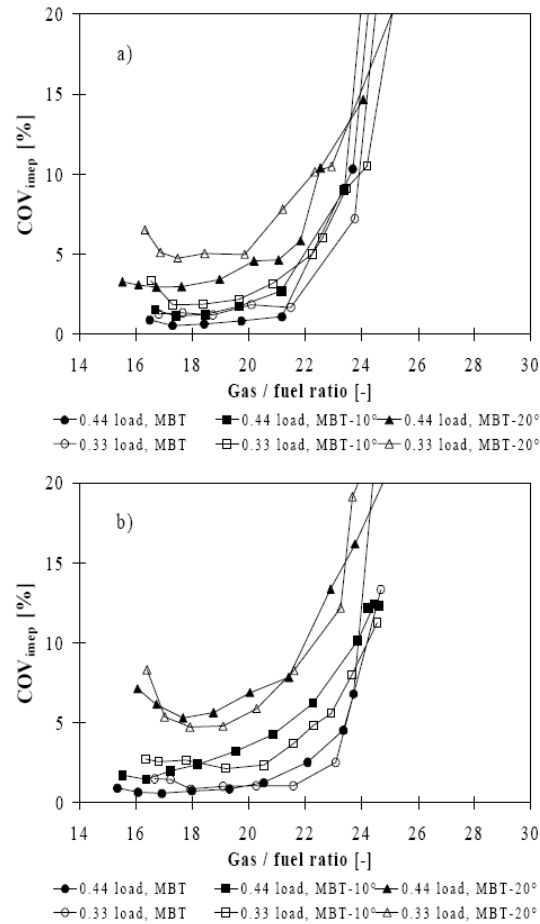 20
a)
15
10
5
0
COVimep [%]
14 16 18 20 22 24 26 28 30
Gas / fuel ratio [-]
0.44 load, MBT 0.44 load, MBT-10° 0.44 load, MBT-20°
0.33 load, MBT 0.33 load, MBT-10° 0.33 load, MBT-20°
20
b)
15
10
5
0
COVimep [%]
14 16 18 20 22 24 26 28 30
Gas / fuel ratio [-]
0.44 load, MBT 0.44 load, MBT-10° 0.44 load, MBT-20°
0.33 load, MBT 0.33 load, MBT-10° 0.33 load, MBT-20°